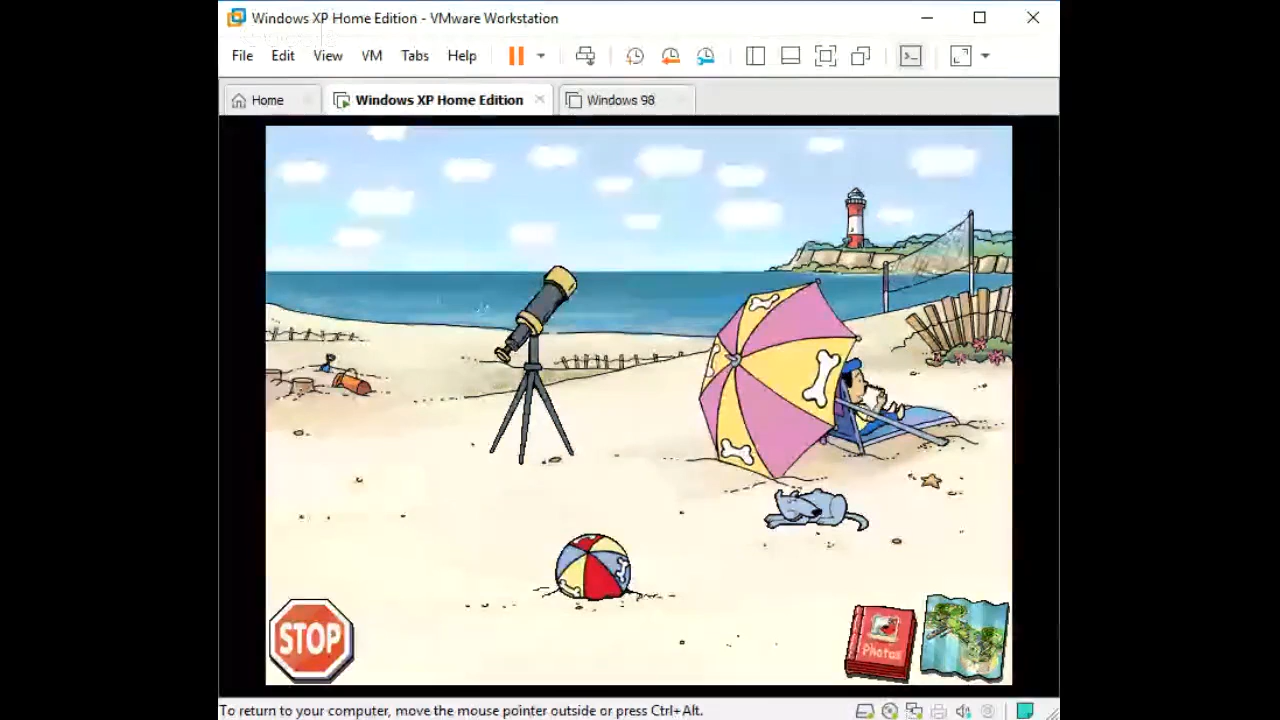 Windows XP Home Edition - VMware Workstation
File Edit View VM Tabs Help
Home Windows XP Home Edition Windows 98
STOP
Photos
To return to your computer, move the mouse pointer outside or press Ctrl+Alt.